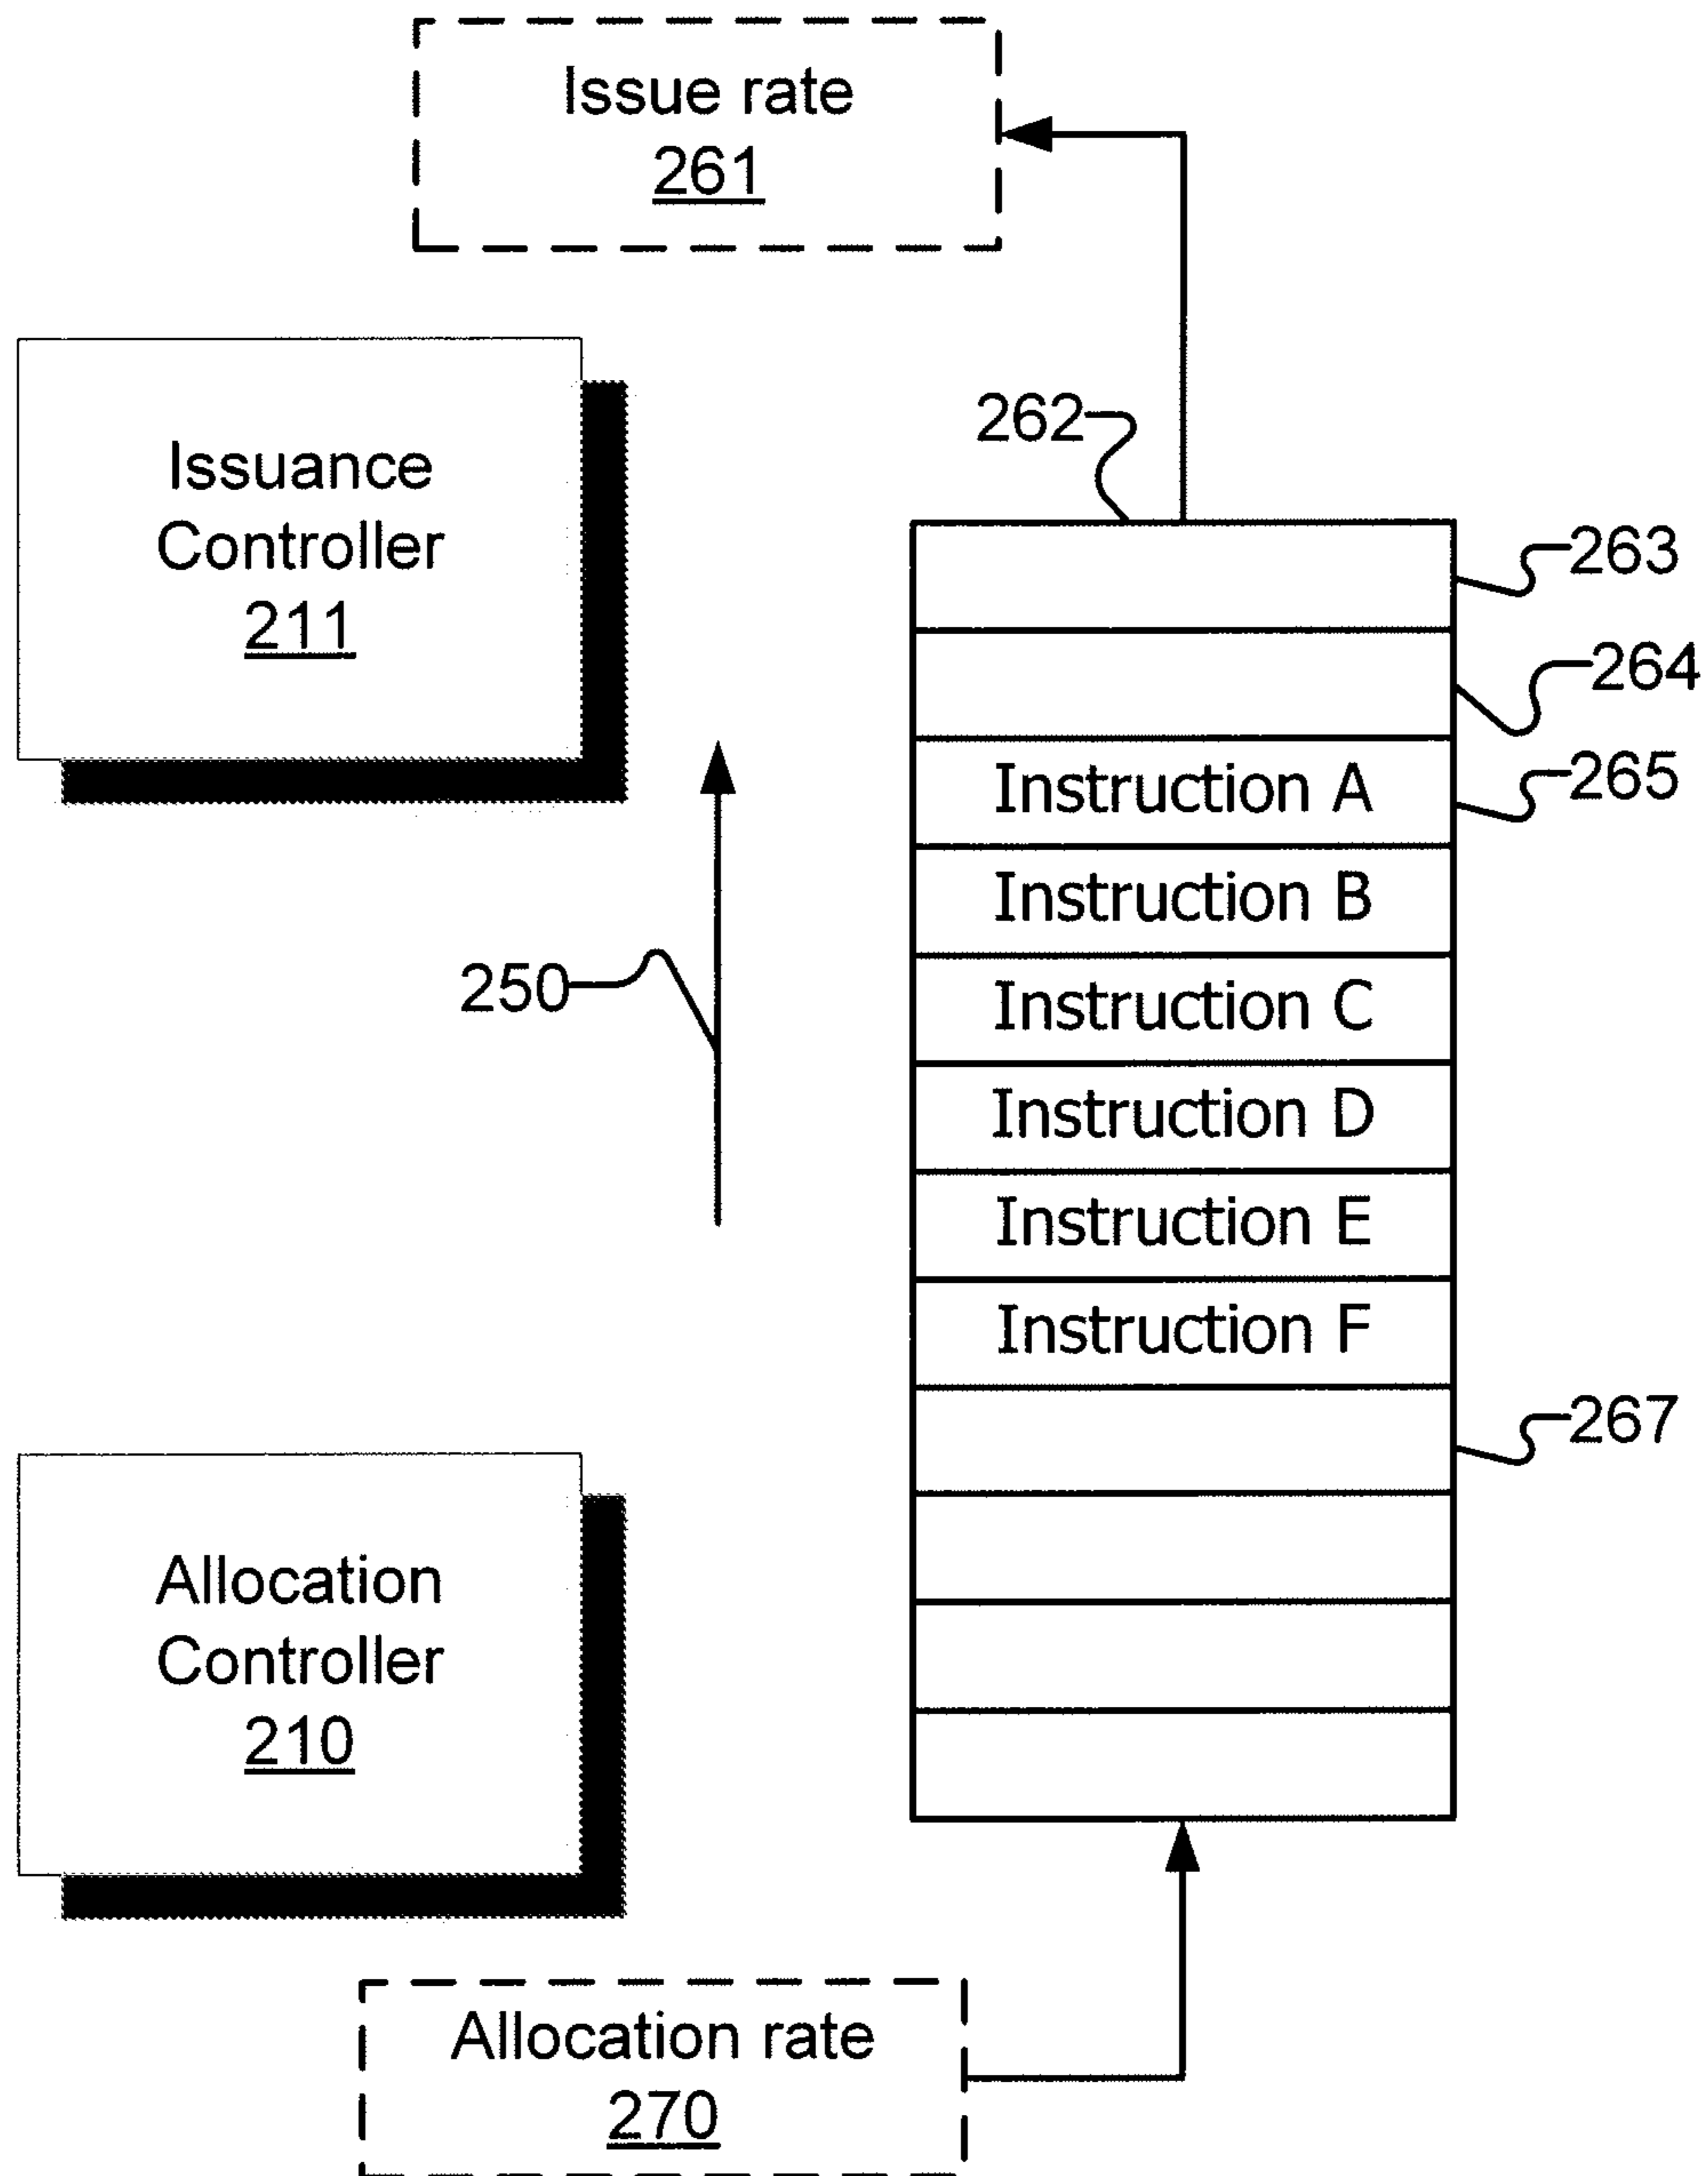 Issue rate
261
Issuance
Controller
211
262
263
264
Instruction A
265
Instruction B
Instruction C
250
Instruction D
Instruction E
Instruction F
267
Allocation
Controller
210
Allocation rate
270